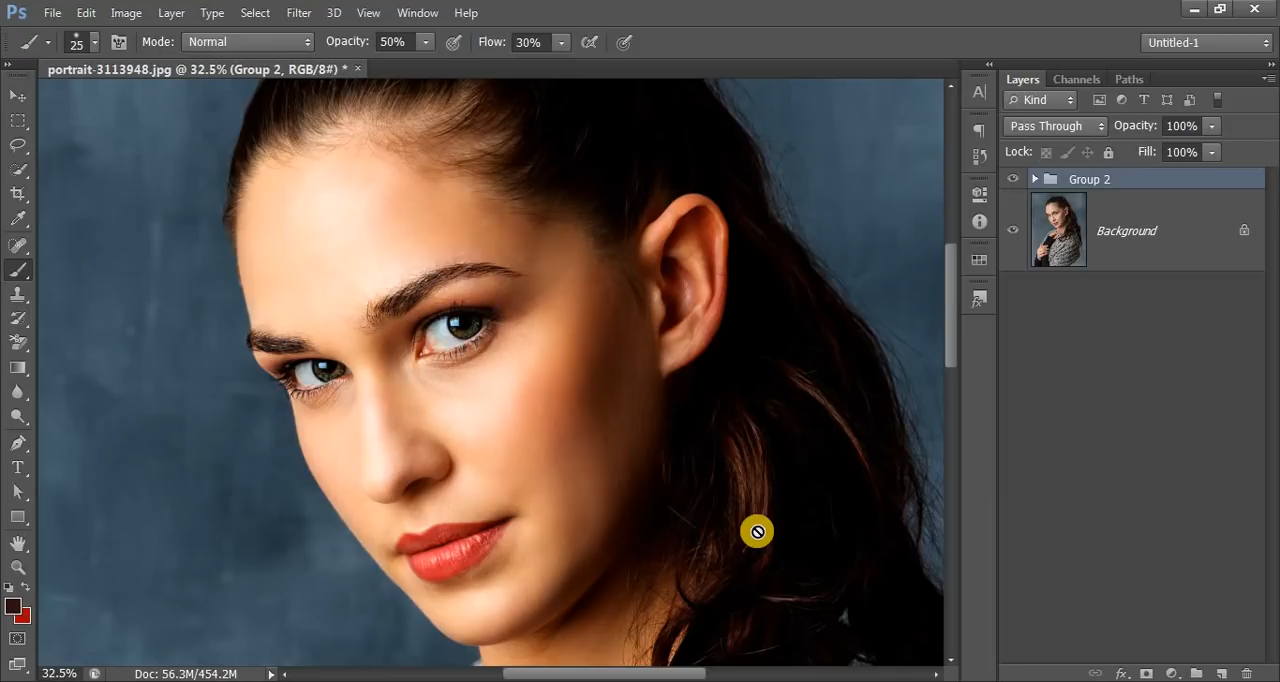 Ps File Edit Image Layer Type Select Filter 3D View Window Help
25 Mode: Normal Opacity: 50% Flow: 30% Untitled-1
portrait-3113948.jpg @ 32.5% (Group 2, RGB/8#) * ×
Layers Channels Paths
Kind T
Pass Through Opacity: 100%
Lock: Fill: 100%
Group 2
Background
A
T
fx
32.5% Doc: 56.3M/454.2M
fx